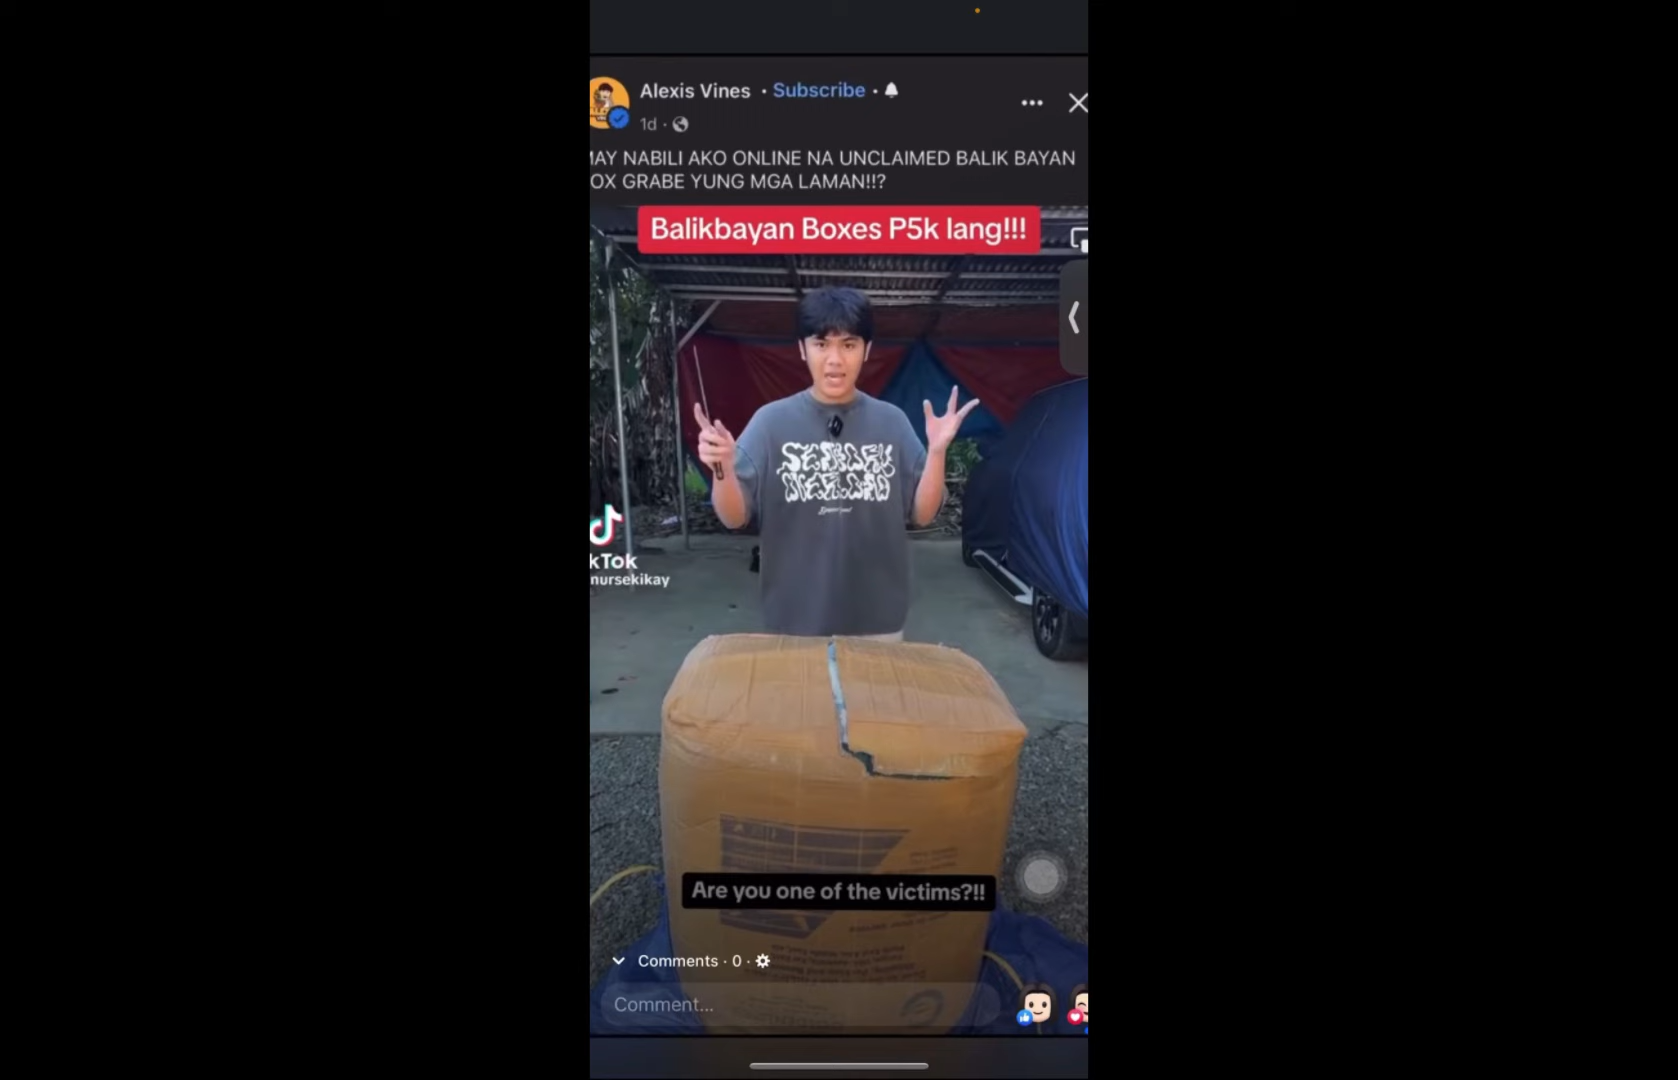 Alexis Vines · Subscribe ·
1d ·
MAY NABILI AKO ONLINE NA UNCLAIMED BALIK BAYAN
OX GRABE YUNG MGA LAMAN!!?
Balikbayan Boxes P5k lang!!!
kTok
nursekikay
Are you one of the victims?!!
Comments · 0 ·
Comment...